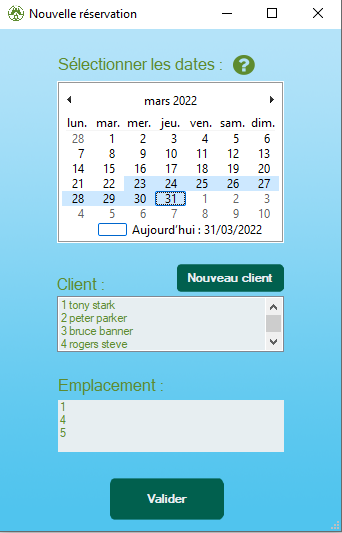 Nouvelle réservation
Sélectionner les dates : ?
mars 2022
lun. mar. mer. jeu. ven. sam. dim.
28 1 2 3 4 5 6
7 8 9 10 11 12 13
14 15 16 17 18 19 20
21 22 23 24 25 26 27
28 29 30 31 1 2 3
4 5 6 7 8 9 10
Aujourd'hui : 31/03/2022
Client :
Nouveau client
1 tony stark
2 peter parker
3 bruce banner
4 rogers steve
Emplacement :
1
4
5
Valider